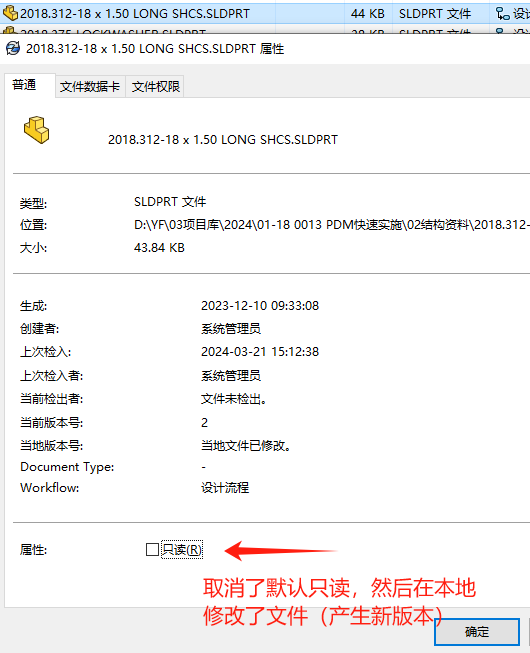 2018.312-18 x 1.50 LONG SHCS.SLDPRT 44 KB SLDPRT 文件
2018.312-18 x 1.50 LONG SHCS.SLDPRT 属性
普通 文件数据卡 文件权限
2018.312-18 x 1.50 LONG SHCS.SLDPRT
类型: SLDPRT 文件
位置: D:\YF\03项目库\2024\01-18 0013 PDM快速实施\02结构资料\2018.312-
大小: 43.84 KB
生成: 2023-12-10 09:33:08
创建者: 系统管理员
上次检入: 2024-03-21 15:12:38
上次检入者: 系统管理员
当前检出者: 文件未检出。
当前版本号: 2
当地版本号: 当地文件已修改。
Document Type: -
Workflow: 设计流程
属性: 只读(R)
取消了默认只读，然后在本地
修改了文件（产生新版本）
确定